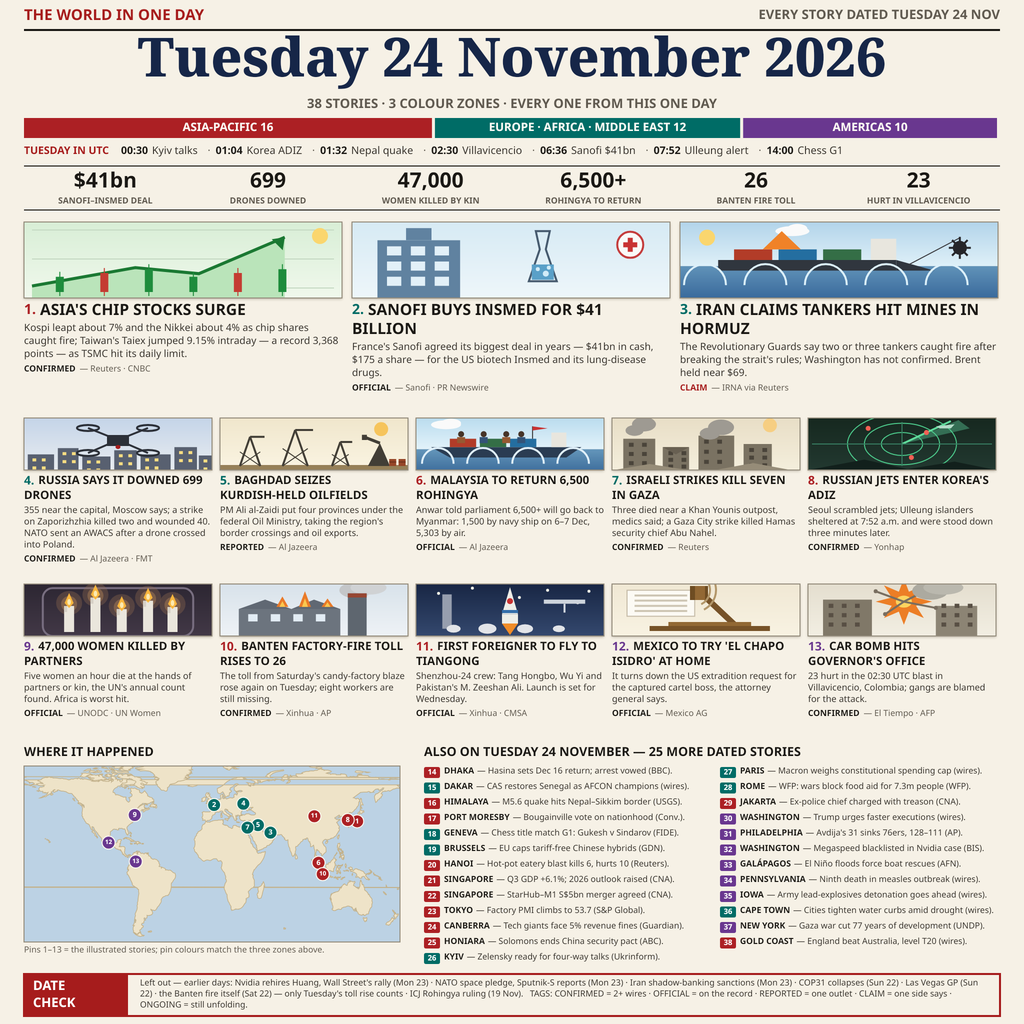 THE WORLD IN ONE DAY
EVERY STORY DATED TUESDAY 24 NOV
Tuesday 24 November 2026
38 STORIES · 3 COLOUR ZONES · EVERY ONE FROM THIS ONE DAY
ASIA-PACIFIC 16
EUROPE · AFRICA · MIDDLE EAST 12
AMERICAS 10
TUESDAY IN UTC 00:30 Kyiv talks · 01:04 Korea ADIZ · 01:32 Nepal quake · 02:30 Villavicencio · 06:36 Sanofi $41bn · 07:52 Ulleung alert · 14:00 Chess G1
$41bn
SANOFI–INSMED DEAL
699
DRONES DOWNED
47,000
WOMEN KILLED BY KIN
6,500+
ROHINGYA TO RETURN
26
BANTEN FIRE TOLL
23
HURT IN VILLAVICENCIO
1. ASIA'S CHIP STOCKS SURGE
Kospi leapt about 7% and the Nikkei about 4% as chip shares
caught fire; Taiwan's Taiex jumped 9.15% intraday — a record 3,368
points — as TSMC hit its daily limit.
CONFIRMED — Reuters · CNBC
2. SANOFI BUYS INSMED FOR $41
BILLION
France's Sanofi agreed its biggest deal in years — $41bn in cash,
$175 a share — for the US biotech Insmed and its lung-disease
drugs.
OFFICIAL — Sanofi · PR Newswire
3. IRAN CLAIMS TANKERS HIT MINES IN
HORMUZ
The Revolutionary Guards say two or three tankers caught fire after
breaking the strait's rules; Washington has not confirmed. Brent
held near $69.
CLAIM — IRNA via Reuters
4. RUSSIA SAYS IT DOWNED 699
DRONES
355 near the capital, Moscow says; a strike
on Zaporizhzhia killed two and wounded 40.
NATO sent an AWACS after a drone crossed
into Poland.
CONFIRMED — Al Jazeera · FMT
5. BAGHDAD SEIZES
KURDISH-HELD OILFIELDS
PM Ali al-Zaidi put four provinces under the
federal Oil Ministry, taking the region's
border crossings and oil exports.
REPORTED — Al Jazeera
6. MALAYSIA TO RETURN 6,500
ROHINGYA
Anwar told parliament 6,500+ will go back to
Myanmar: 1,500 by navy ship on 6–7 Dec,
5,303 by air.
OFFICIAL — Al Jazeera
7. ISRAELI STRIKES KILL SEVEN
IN GAZA
Three died near a Khan Younis outpost,
medics said; a Gaza City strike killed Hamas
security chief Abu Nahel.
CONFIRMED — Reuters
8. RUSSIAN JETS ENTER KOREA'S
ADIZ
Seoul scrambled jets; Ulleung islanders
sheltered at 7:52 a.m. and were stood down
three minutes later.
CONFIRMED — Yonhap
9. 47,000 WOMEN KILLED BY
PARTNERS
Five women an hour die at the hands of
partners or kin, the UN's annual count
found. Africa is worst hit.
OFFICIAL — UNODC · UN Women
10. BANTEN FACTORY-FIRE TOLL
RISES TO 26
The toll from Saturday's candy-factory blaze
rose again on Tuesday; eight workers are
still missing.
CONFIRMED — Xinhua · AP
11. FIRST FOREIGNER TO FLY TO
TIANGONG
Shenzhou-24 crew: Tang Hongbo, Wu Yi and
Pakistan's M. Zeeshan Ali. Launch is set for
Wednesday.
OFFICIAL — Xinhua · CMSA
12. MEXICO TO TRY 'EL CHAPO
ISIDRO' AT HOME
It turns down the US extradition request for
the captured cartel boss, the attorney
general says.
OFFICIAL — Mexico AG
13. CAR BOMB HITS
GOVERNOR'S OFFICE
23 hurt in the 02:30 UTC blast in
Villavicencio, Colombia; gangs are blamed
for the attack.
CONFIRMED — El Tiempo · AFP
WHERE IT HAPPENED
2
4
9
11
8
1
7
5
3
12
13
6
10
Pins 1–13 = the illustrated stories; pin colours match the three zones above.
ALSO ON TUESDAY 24 NOVEMBER — 25 MORE DATED STORIES
14 DHAKA — Hasina sets Dec 16 return; arrest vowed (BBC).
15 DAKAR — CAS restores Senegal as AFCON champions (wires).
16 HIMALAYA — M5.6 quake hits Nepal–Sikkim border (USGS).
17 PORT MORESBY — Bougainville vote on nationhood (Conv.).
18 GENEVA — Chess title match G1: Gukesh v Sindarov (FIDE).
19 BRUSSELS — EU caps tariff-free Chinese hybrids (GDN).
20 HANOI — Hot-pot eatery blast kills 6, hurts 10 (Reuters).
21 SINGAPORE — Q3 GDP +6.1%; 2026 outlook raised (CNA).
22 SINGAPORE — StarHub–M1 S$5bn merger agreed (CNA).
23 TOKYO — Factory PMI climbs to 53.7 (S&P Global).
24 CANBERRA — Tech giants face 5% revenue fines (Guardian).
25 HONIARA — Solomons ends China security pact (ABC).
26 KYIV — Zelensky ready for four-way talks (Ukrinform).
27 PARIS — Macron weighs constitutional spending cap (wires).
28 ROME — WFP: wars block food aid for 7.3m people (WFP).
29 JAKARTA — Ex-police chief charged with treason (CNA).
30 WASHINGTON — Trump urges faster executions (wires).
31 PHILADELPHIA — Avdija's 31 sinks 76ers, 128–111 (AP).
32 WASHINGTON — Megaspeed blacklisted in Nvidia case (BIS).
33 GALÁPAGOS — El Niño floods force boat rescues (AFN).
34 PENNSYLVANIA — Ninth death in measles outbreak (wires).
35 IOWA — Army lead-explosives detonation goes ahead (wires).
36 CAPE TOWN — Cities tighten water curbs amid drought (wires).
37 NEW YORK — Gaza war cut 77 years of development (UNDP).
38 GOLD COAST — England beat Australia, level T20 (wires).
DATE
CHECK
Left out — earlier days: Nvidia rehires Huang, Wall Street's rally (Mon 23) · NATO space pledge, Sputnik-S reports (Mon 23) · Iran shadow-banking sanctions (Mon 23) · COP31 collapses (Sun 22) · Las Vegas GP (Sun
22) · the Banten fire itself (Sat 22) — only Tuesday's toll rise counts · ICJ Rohingya ruling (19 Nov). TAGS: CONFIRMED = 2+ wires · OFFICIAL = on the record · REPORTED = one outlet · CLAIM = one side says ·
ONGOING = still unfolding.